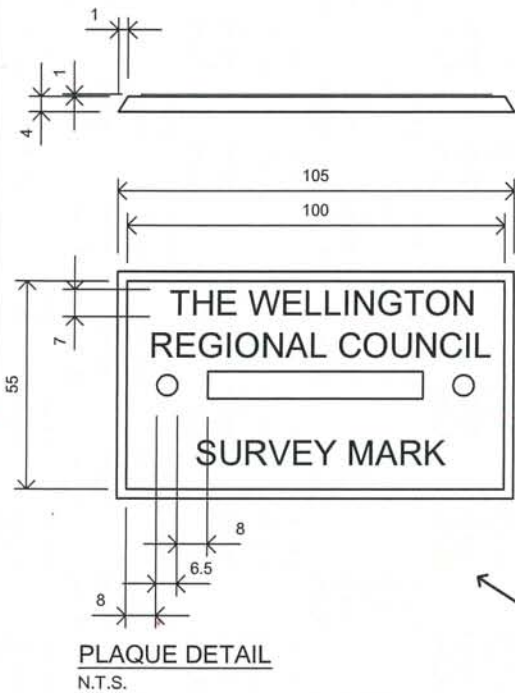 1
1
4
105
100
THE WELLINGTON
REGIONAL COUNCIL
7
55
SURVEY MARK
8
6.5
8
PLAQUE DETAIL
N.T.S.